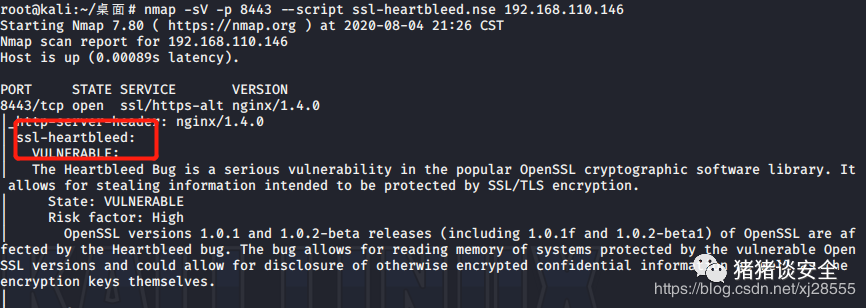 root@kali:~/桌面# nmap -sV -p 8443 --script ssl-heartbleed.nse 192.168.110.146
Starting Nmap 7.80 ( https://nmap.org ) at 2020-08-04 21:26 CST
Nmap scan report for 192.168.110.146
Host is up (0.00089s latency).
PORT     STATE SERVICE       VERSION
8443/tcp open  ssl/https-alt nginx/1.4.0
|_http-server-header: nginx/1.4.0
| ssl-heartbleed:
|   VULNERABLE:
|   The Heartbleed Bug is a serious vulnerability in the popular OpenSSL cryptographic software library. It
allows for stealing information intended to be protected by SSL/TLS encryption.
|     State: VULNERABLE
|     Risk factor: High
|       OpenSSL versions 1.0.1 and 1.0.2-beta releases (including 1.0.1f and 1.0.2-beta1) of OpenSSL are af
fected by the Heartbleed bug. The bug allows for reading memory of systems protected by the vulnerable Open
SSL versions and could allow for disclosure of otherwise encrypted confidential information
encryption keys themselves.
|
猪猪谈安全
https://blog.csdn.net/xj28555